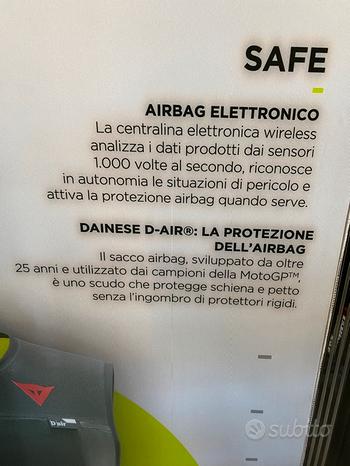 SAFE
AIRBAG ELETTRONICO
La centralina elettronica wireless
analizza i dati prodotti dai sensori
1.000 volte al secondo, riconosce
in autonomia le situazioni di pericolo e
attiva la protezione airbag quando serve.
DAINESE D-AIR®: LA PROTEZIONE
DELL'AIRBAG
Il sacco airbag, sviluppato da oltre
25 anni e utilizzato dai campioni della MotoGP™,
è uno scudo che protegge schiena e petto
senza l'ingombro di protettori rigidi.
D-air
subito